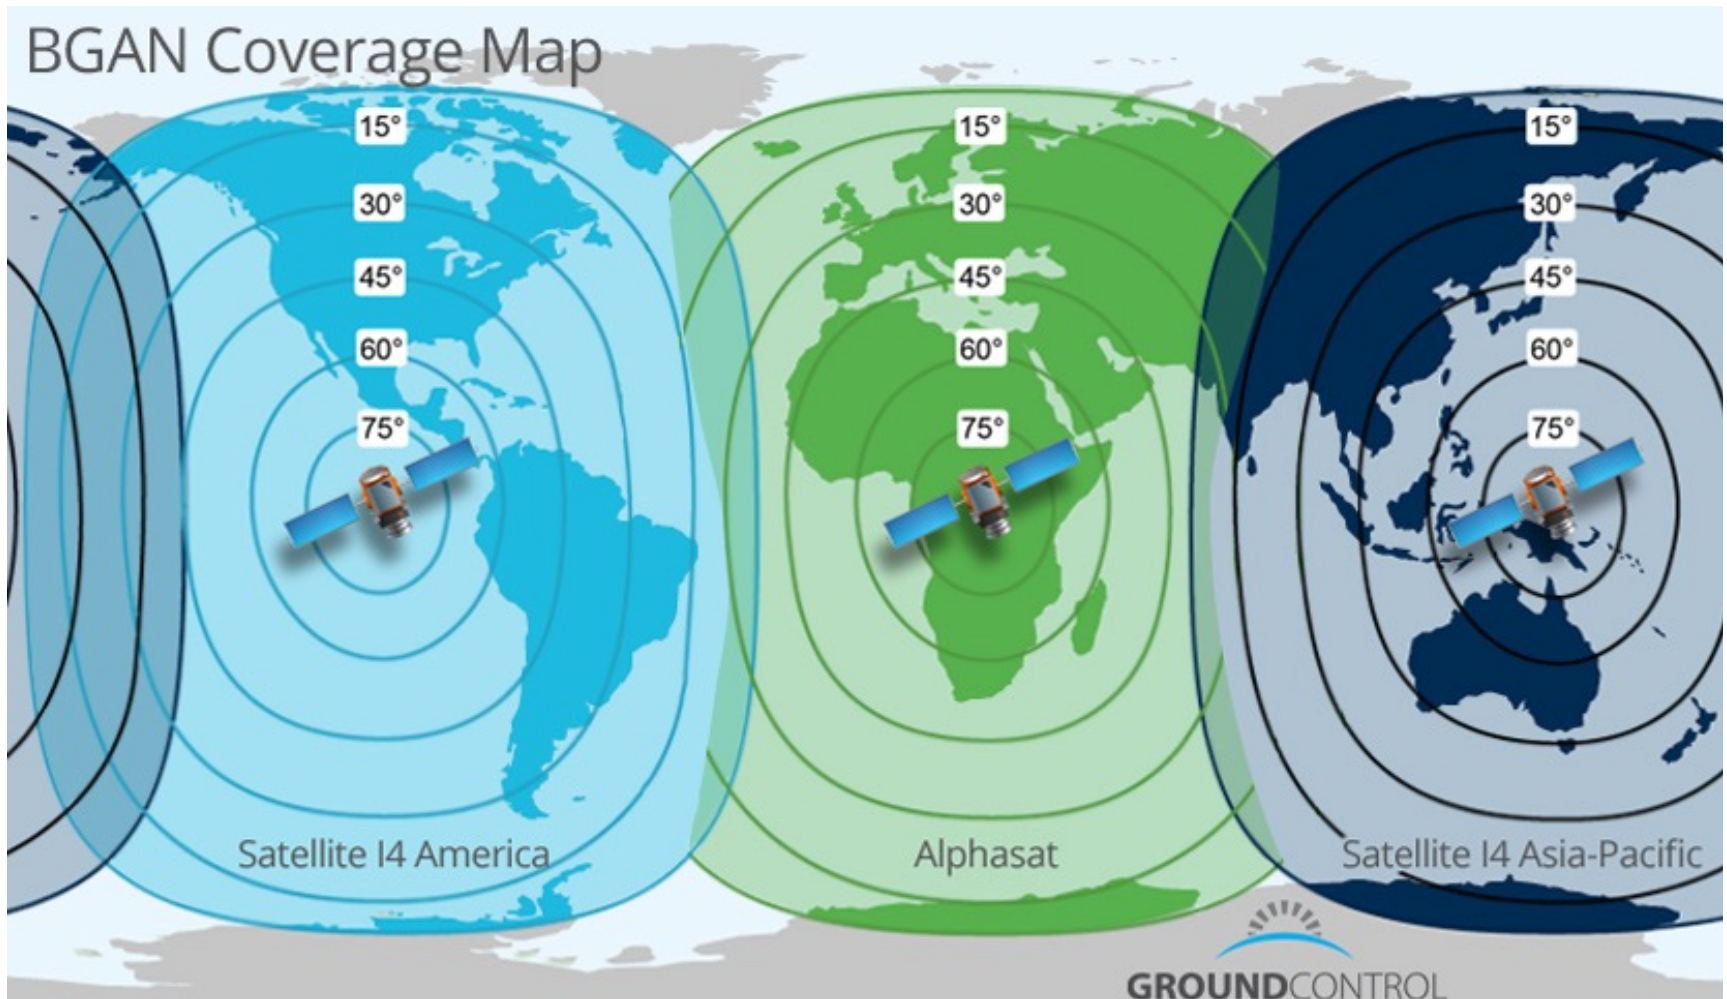 BGAN Coverage Map
15° 15° 15°
30° 30° 30°
45° 45° 45°
60° 60° 60°
75° 75° 75°
Satellite I4 America Alphasat Satellite I4 Asia-Pacific
GROUNDCONTROL